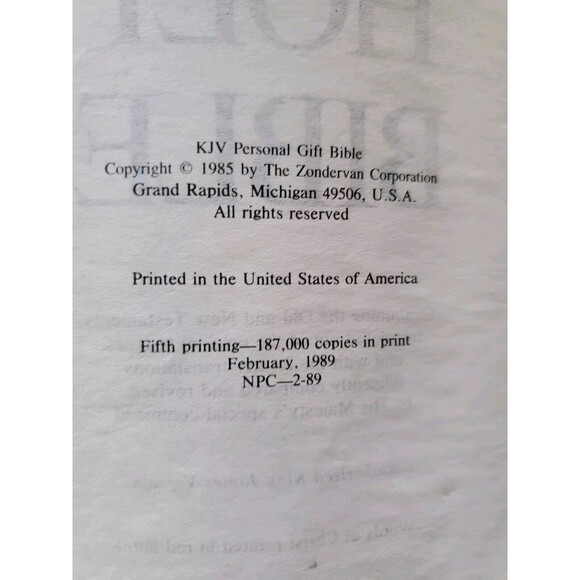 KJV Personal Gift Bible
Copyright © 1985 by The Zondervan Corporation
Grand Rapids, Michigan 49506, U.S.A.
All rights reserved
Printed in the United States of America
Fifth printing—187,000 copies in print
February, 1989
NPC—2-89